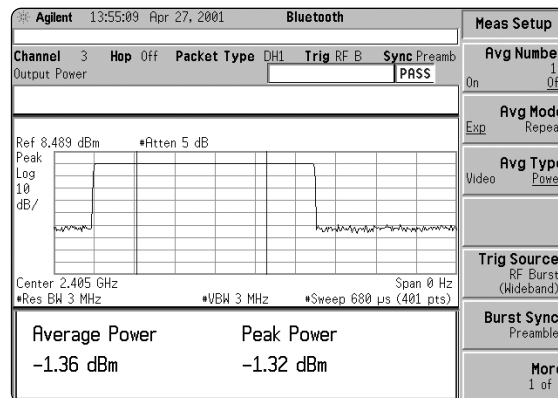 Agilent 13:55:09 Apr 27, 2001 Bluetooth
Channel 3 Hop Off Packet Type DH1 Trig RF B Sync Preamb
Output Power PASS
Ref 8.489 dBm #Atten 5 dB
Peak
Log
10
dB/
Center 2.405 GHz Span 0 Hz
#Res BW 3 MHz #VBW 3 MHz #Sweep 680 µs (401 pts)
Average Power Peak Power
-1.36 dBm -1.32 dBm
Meas Setup
Avg Number
1
On Of
Avg Mode
Exp Repea
Avg Type
Video Powe
Trig Source
RF Burst
(Wideband)
Burst Sync
Preamble
More
1 of